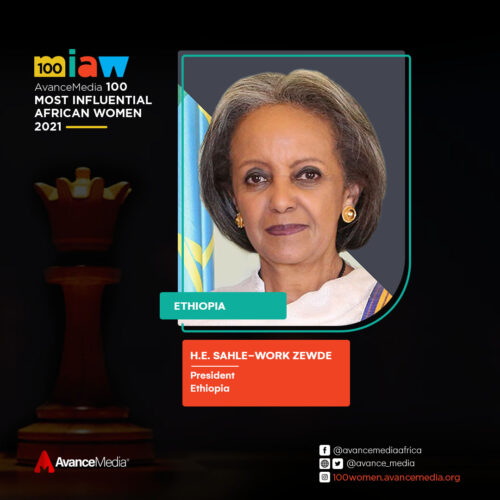 100 miaw
AvanceMedia 100
MOST INFLUENTIAL
AFRICAN WOMEN
2021
ETHIOPIA
H.E. SAHLE-WORK ZEWDE
President
Ethiopia
AvanceMedia®
@avancemediaafrica
@avance_media
100women.avancemedia.org